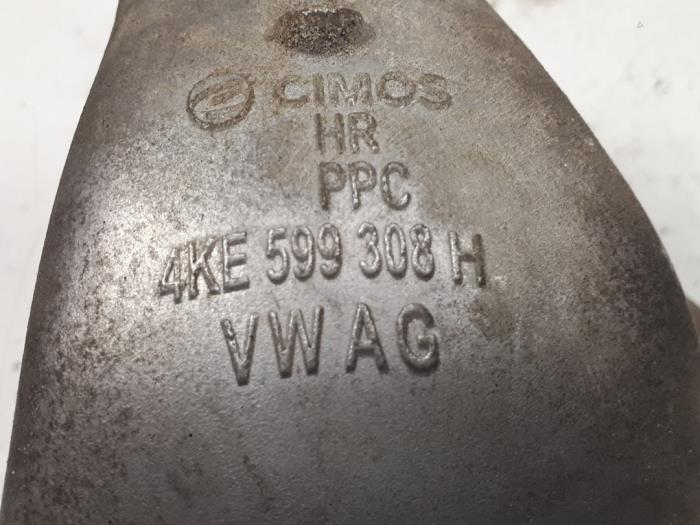 CIMOS
HR
PPC
4KE 599 308 H
VW AG